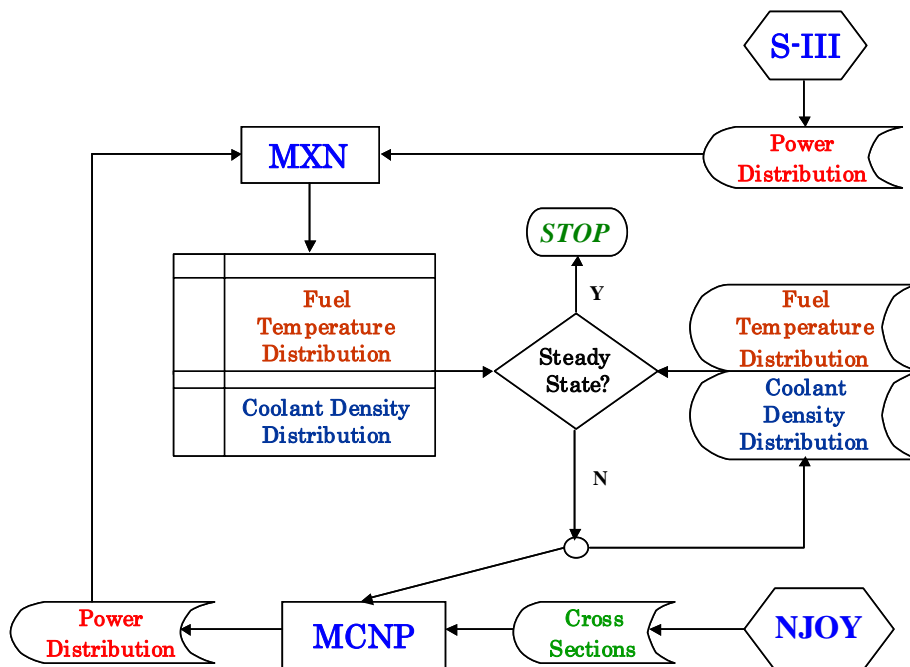 S-III
MXN
Power
Distribution
STOP
Y
Fuel
Temperature
Distribution
Coolant Density
Distribution
Steady
State?
Fuel
Temperature
Distribution
Coolant
Density
Distribution
N
Power
Distribution
MCNP
Cross
Sections
NJOY